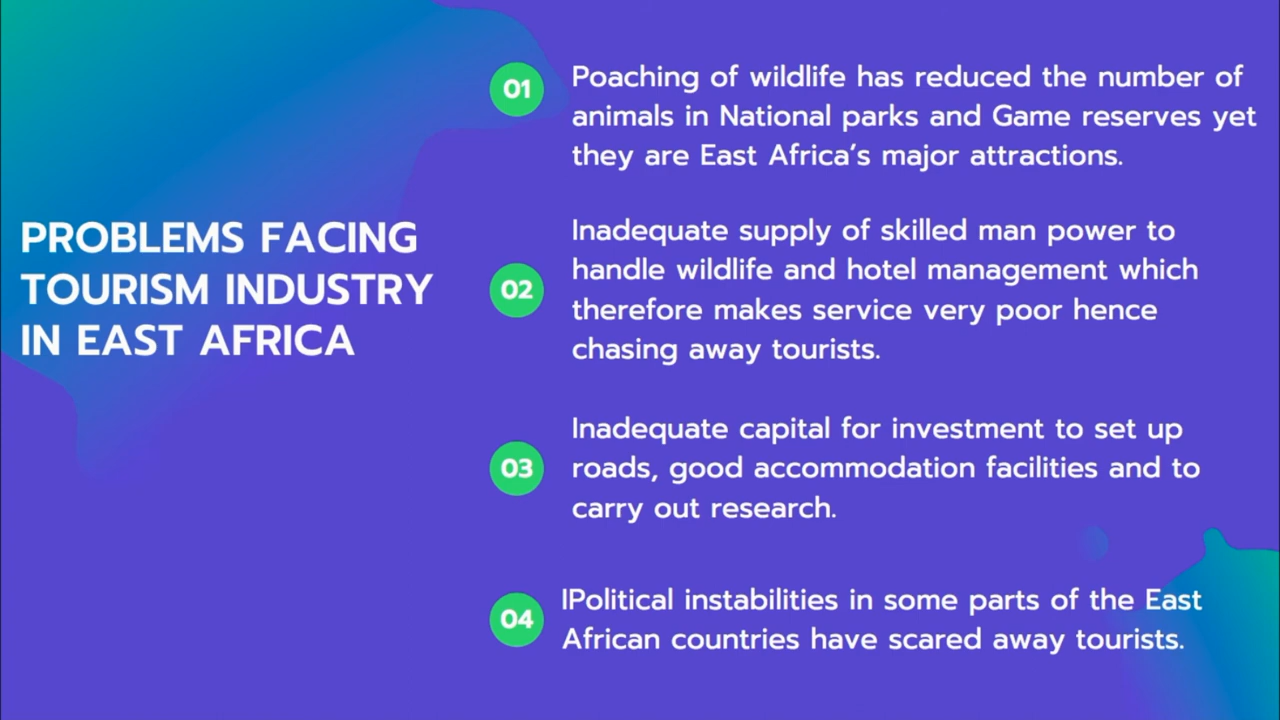 PROBLEMS FACING
TOURISM INDUSTRY
IN EAST AFRICA
01
Poaching of wildlife has reduced the number of
animals in National parks and Game reserves yet
they are East Africa’s major attractions.
02
Inadequate supply of skilled man power to
handle wildlife and hotel management which
therefore makes service very poor hence
chasing away tourists.
03
Inadequate capital for investment to set up
roads, good accommodation facilities and to
carry out research.
04
IPolitical instabilities in some parts of the East
African countries have scared away tourists.